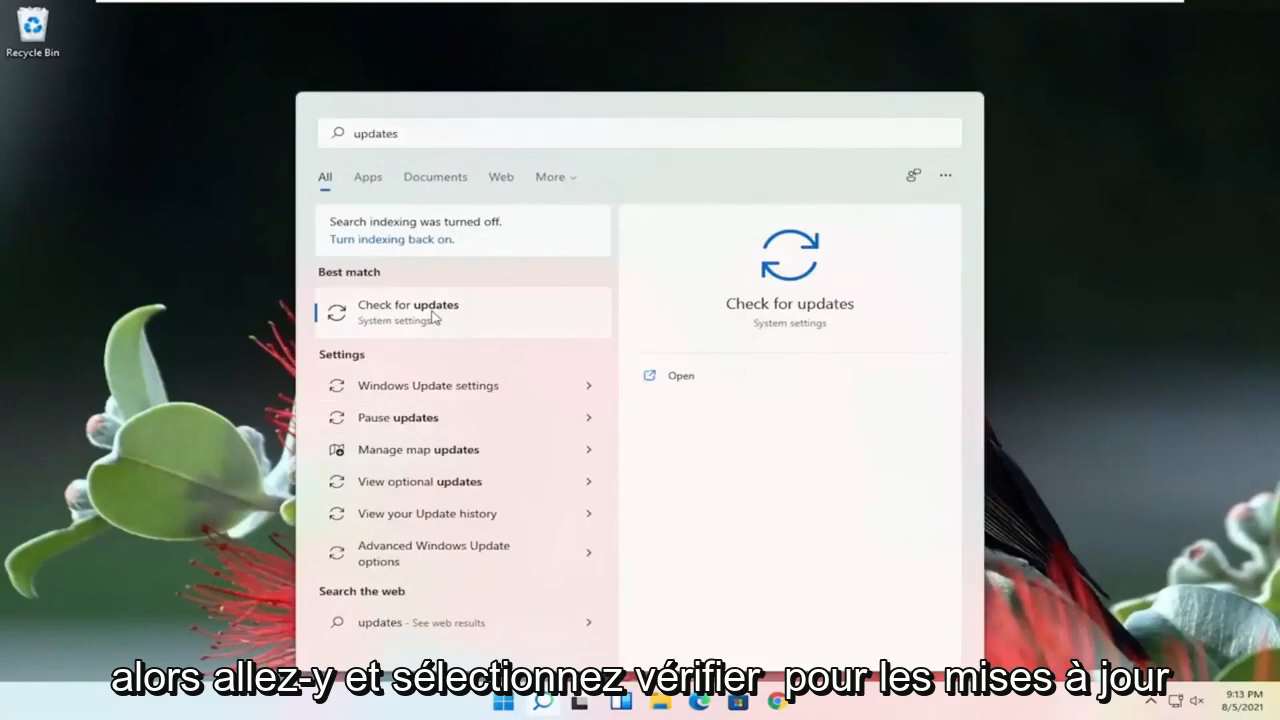 Recycle Bin
updates
All Apps Documents Web More
Search indexing was turned off.
Turn indexing back on.
Best match
Check for updates
System settings
Settings
Windows Update settings
Pause updates
Manage map updates
View optional updates
View your Update history
Advanced Windows Update
options
Search the web
updates - See web results
Check for updates
System settings
Open
alors allez-y et sélectionnez vérifier pour les mises à jour
9:13 PM
8/5/2021